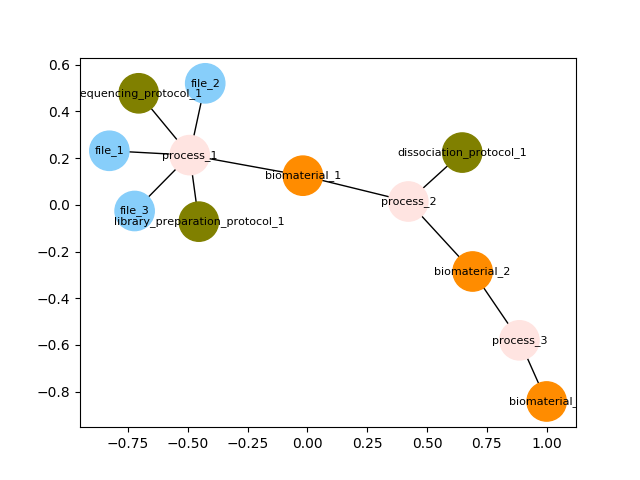 0.6
0.4
0.2
0.0
−0.2
−0.4
−0.6
−0.8
file_2
equencing_protocol_1
file_1
process_1
dissociation_protocol_1
biomaterial_1
process_2
file_3
library_preparation_protocol_1
biomaterial_2
process_3
biomaterial_
−0.75
−0.50
−0.25
0.00
0.25
0.50
0.75
1.00